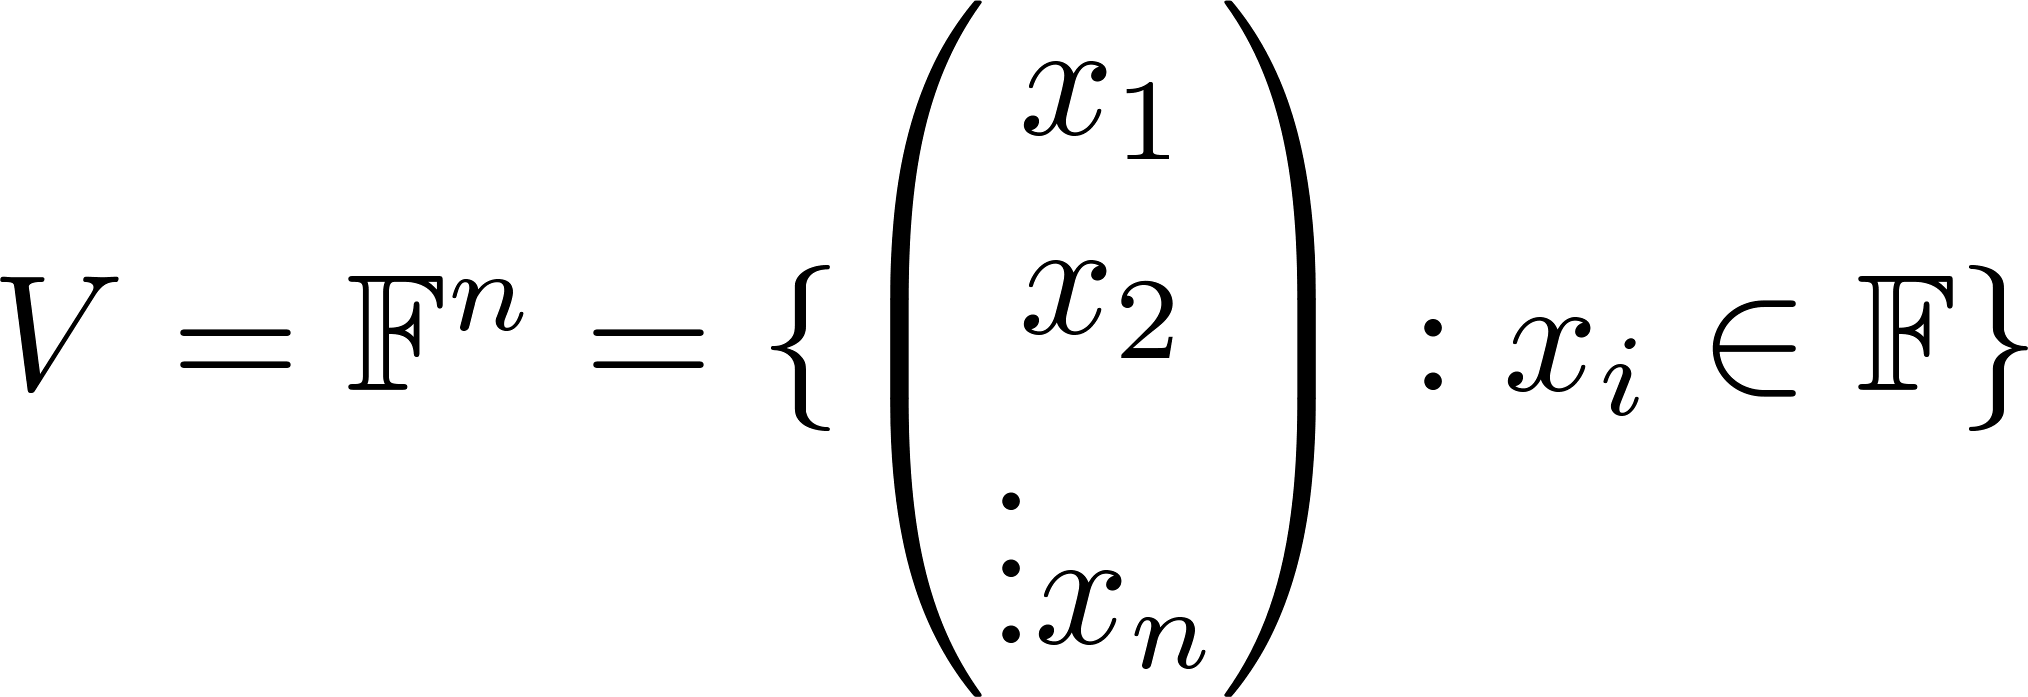 V = 𝔽ⁿ = { ( x₁
x₂
⋮xₙ ) : xᵢ ∈ 𝔽}